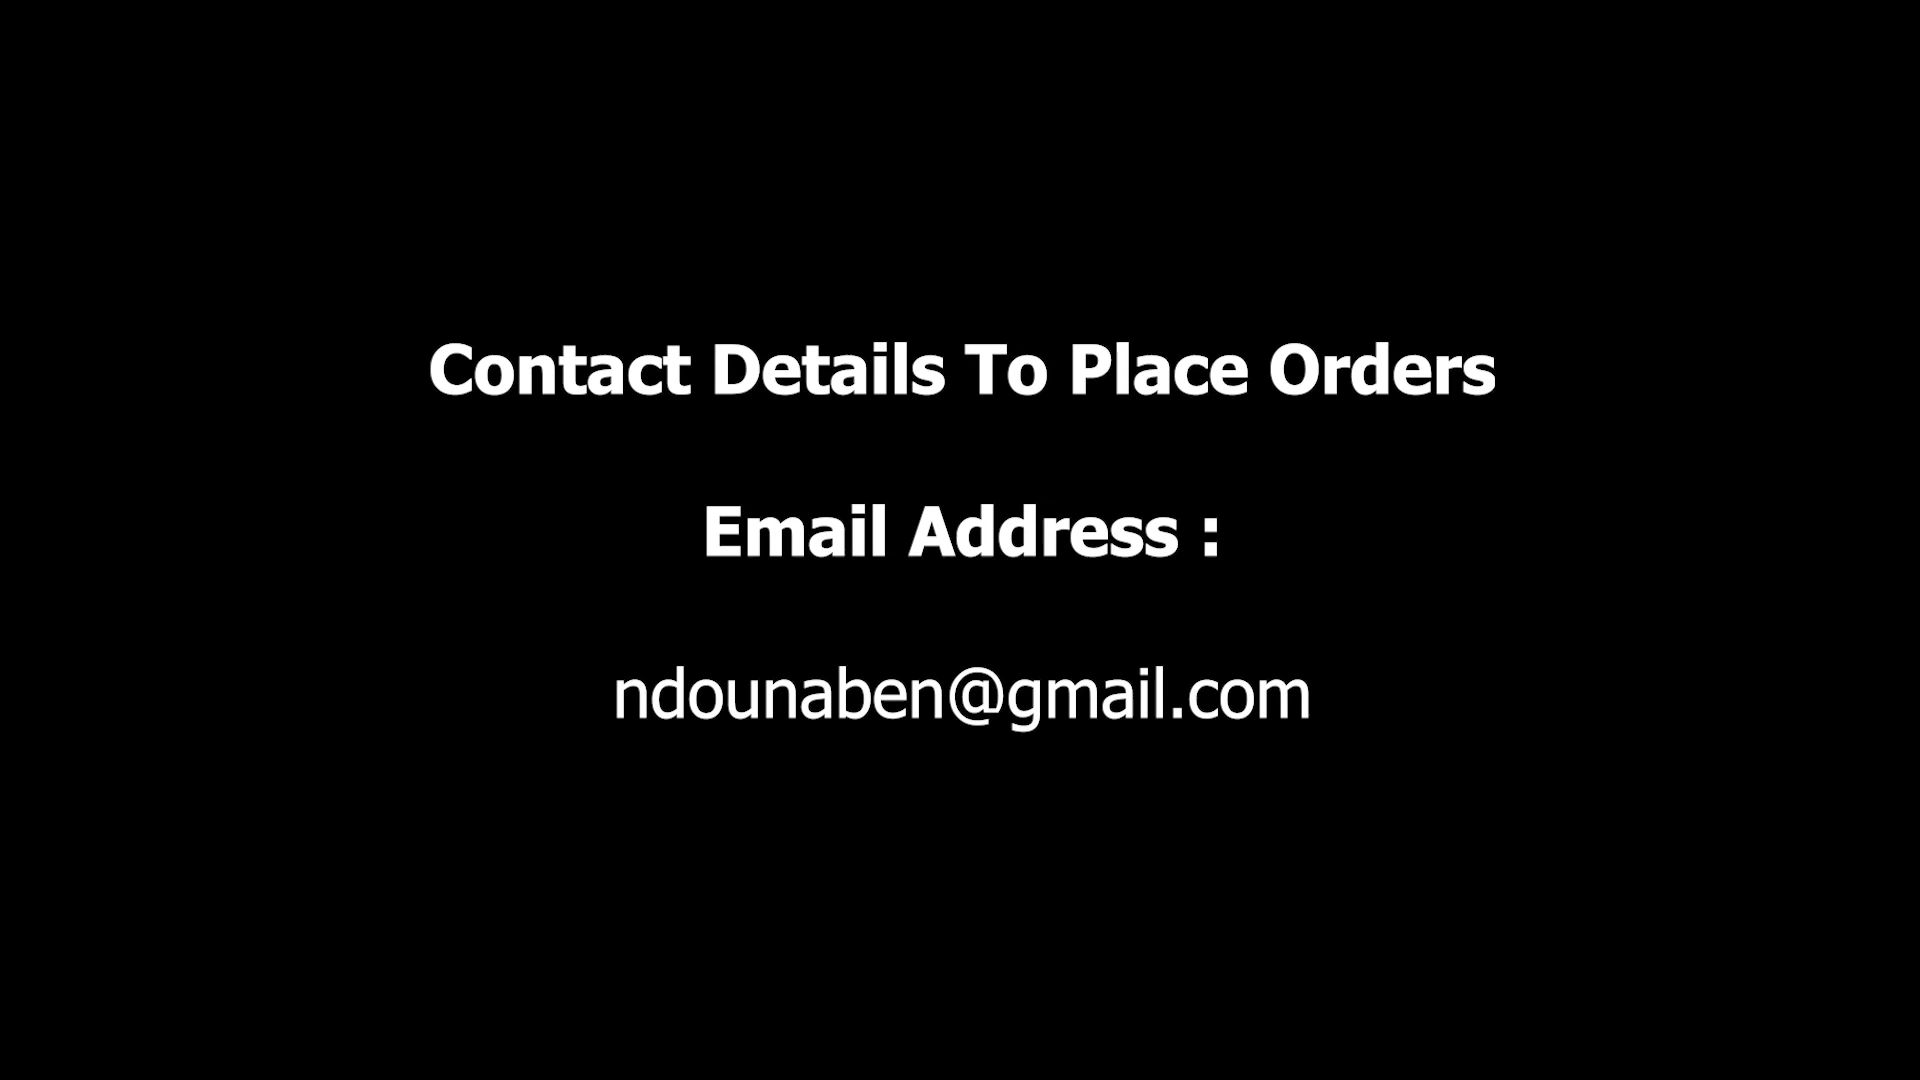 Contact Details To Place Orders
Email Address :
ndounaben@gmail.com